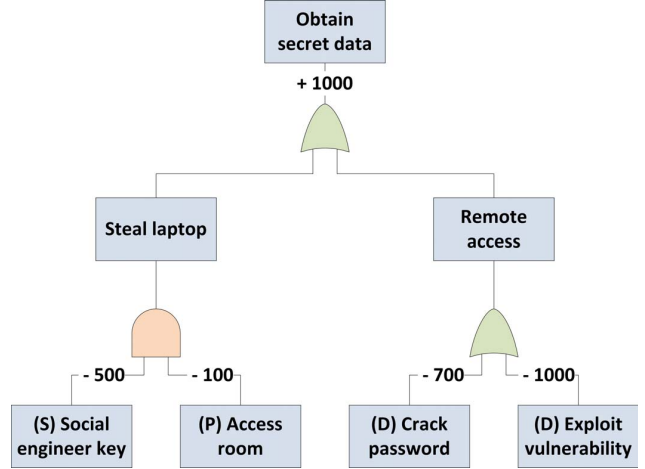 Obtain
secret data
+ 1000
Steal laptop
Remote
access
- 500
- 100
- 700
- 1000
(S) Social
engineer key
(P) Access
room
(D) Crack
password
(D) Exploit
vulnerability